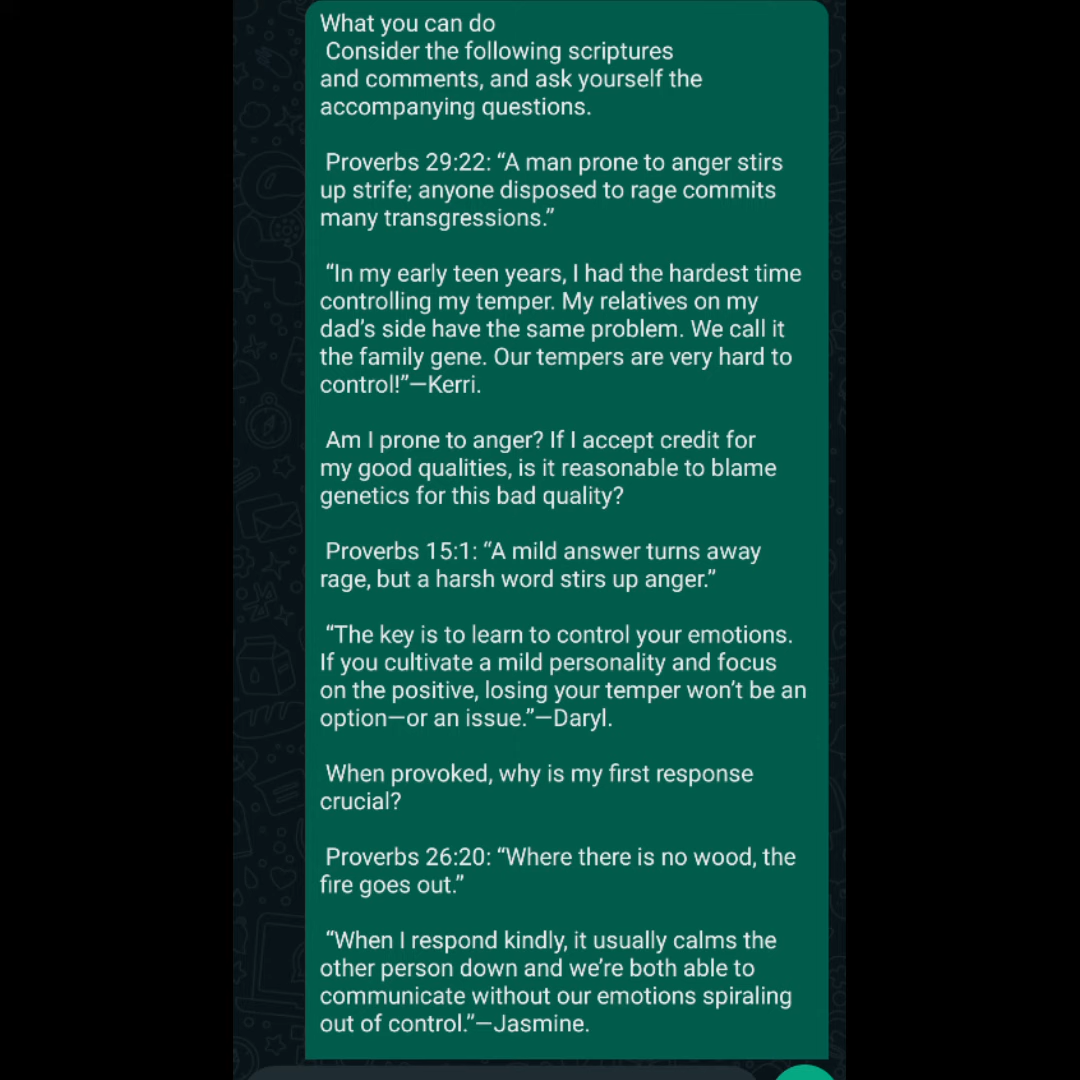 What you can do
Consider the following scriptures
and comments, and ask yourself the
accompanying questions.
Proverbs 29:22: “A man prone to anger stirs
up strife; anyone disposed to rage commits
many transgressions.”
“In my early teen years, I had the hardest time
controlling my temper. My relatives on my
dad’s side have the same problem. We call it
the family gene. Our tempers are very hard to
control!”—Kerri.
Am I prone to anger? If I accept credit for
my good qualities, is it reasonable to blame
genetics for this bad quality?
Proverbs 15:1: “A mild answer turns away
rage, but a harsh word stirs up anger.”
“The key is to learn to control your emotions.
If you cultivate a mild personality and focus
on the positive, losing your temper won’t be an
option—or an issue.”—Daryl.
When provoked, why is my first response
crucial?
Proverbs 26:20: “Where there is no wood, the
fire goes out.”
“When I respond kindly, it usually calms the
other person down and we’re both able to
communicate without our emotions spiraling
out of control.”—Jasmine.